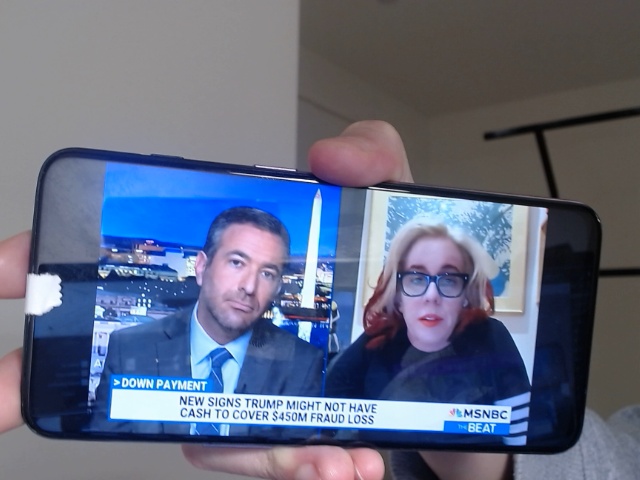 > DOWN PAYMENT
NEW SIGNS TRUMP MIGHT NOT HAVE
CASH TO COVER $450M FRAUD LOSS
MSNBC
THE BEAT